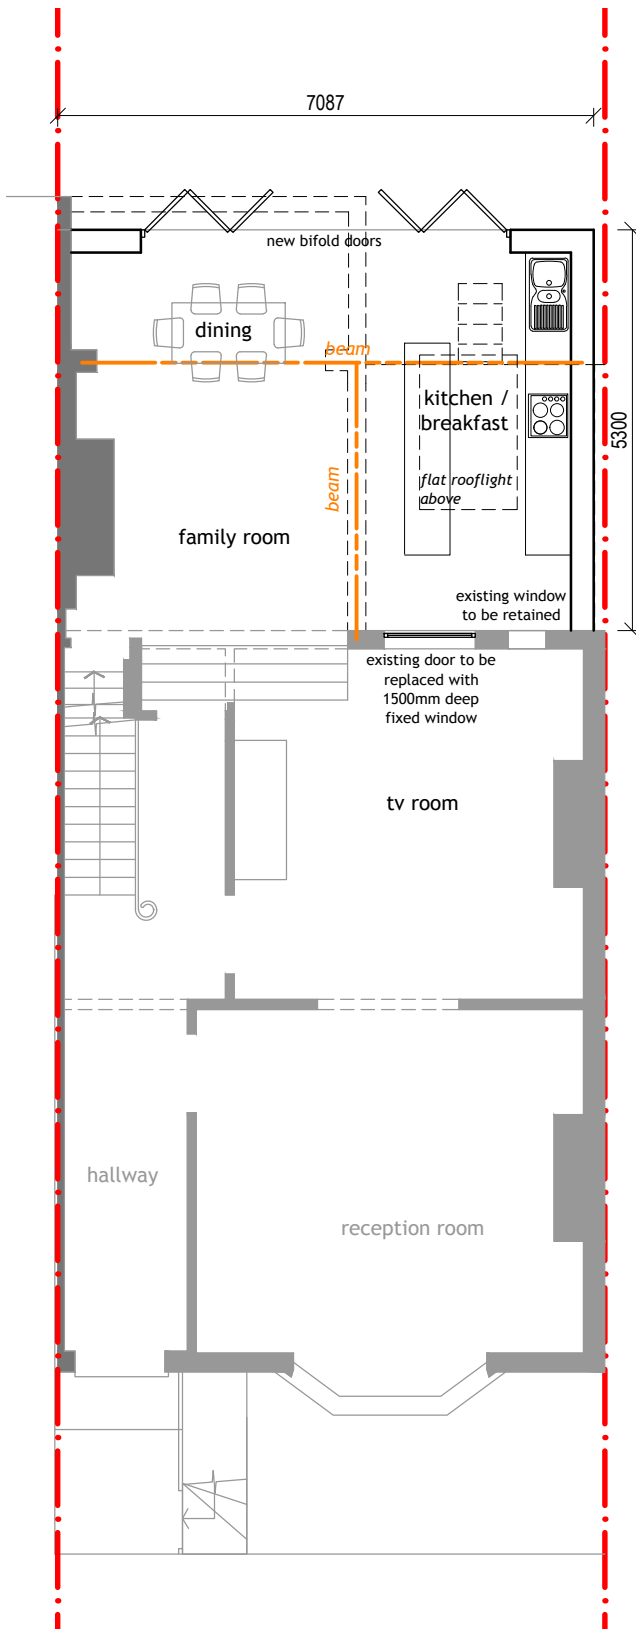 7087
new bifold doors
dining
beam
kitchen /
breakfast
5300
flat rooflight
above
beam
family room
existing window
to be retained
existing door to be
replaced with
1500mm deep
fixed window
tv room
hallway
reception room